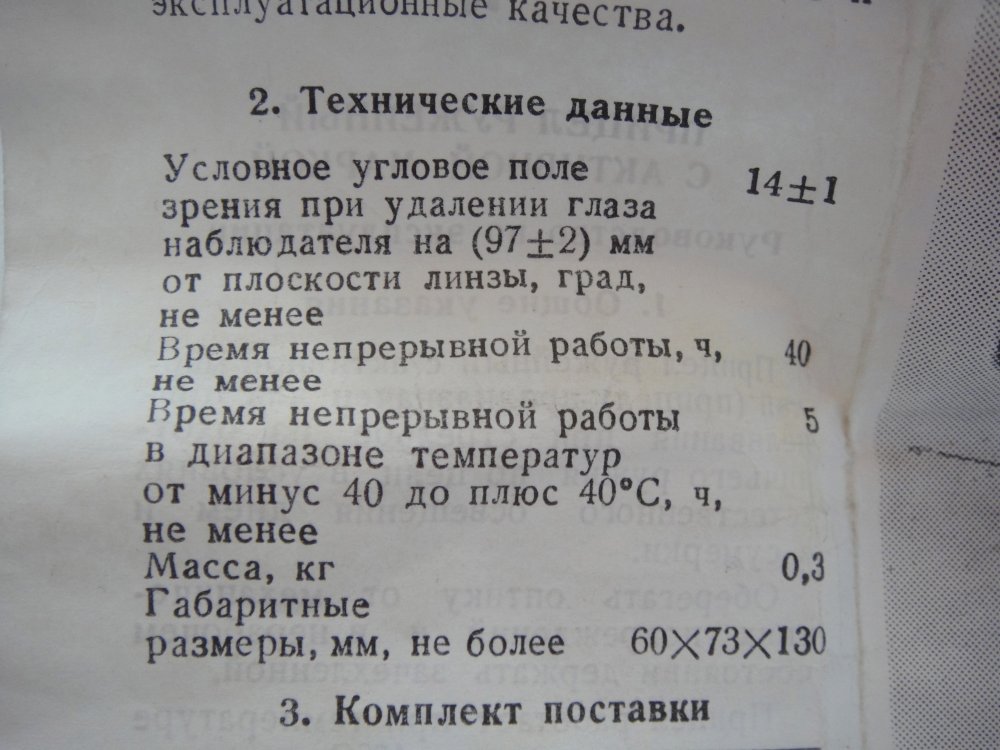 эксплуатационные качества.
2. Технические данные
Условное угловое поле 14±1
зрения при удалении глаза
наблюдателя на (97±2) мм
от плоскости линзы, град,
не менее
Время непрерывной работы, ч, 40
не менее
Время непрерывной работы 5
в диапазоне температур
от минус 40 до плюс 40°С, ч,
не менее
Масса, кг 0,3
Габаритные
размеры, мм, не более 60×73×130
3. Комплект поставки